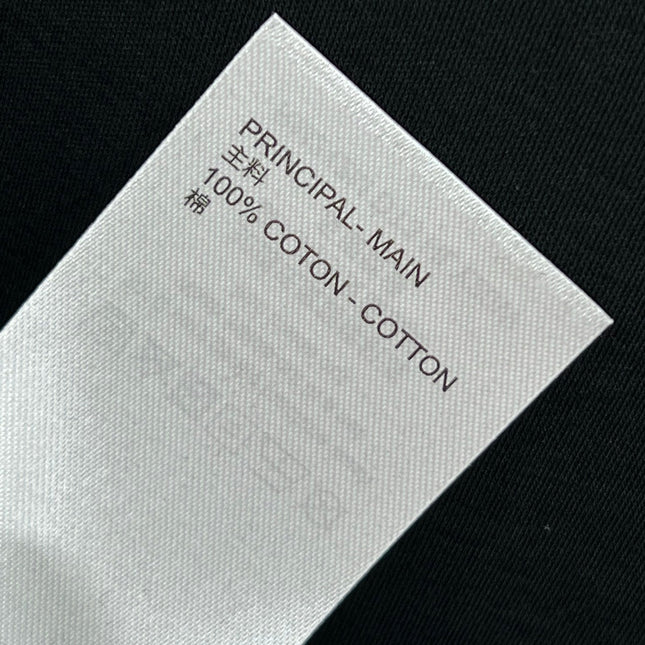 PRINCIPAL- MAIN
主料
100% COTON - COTTON
棉